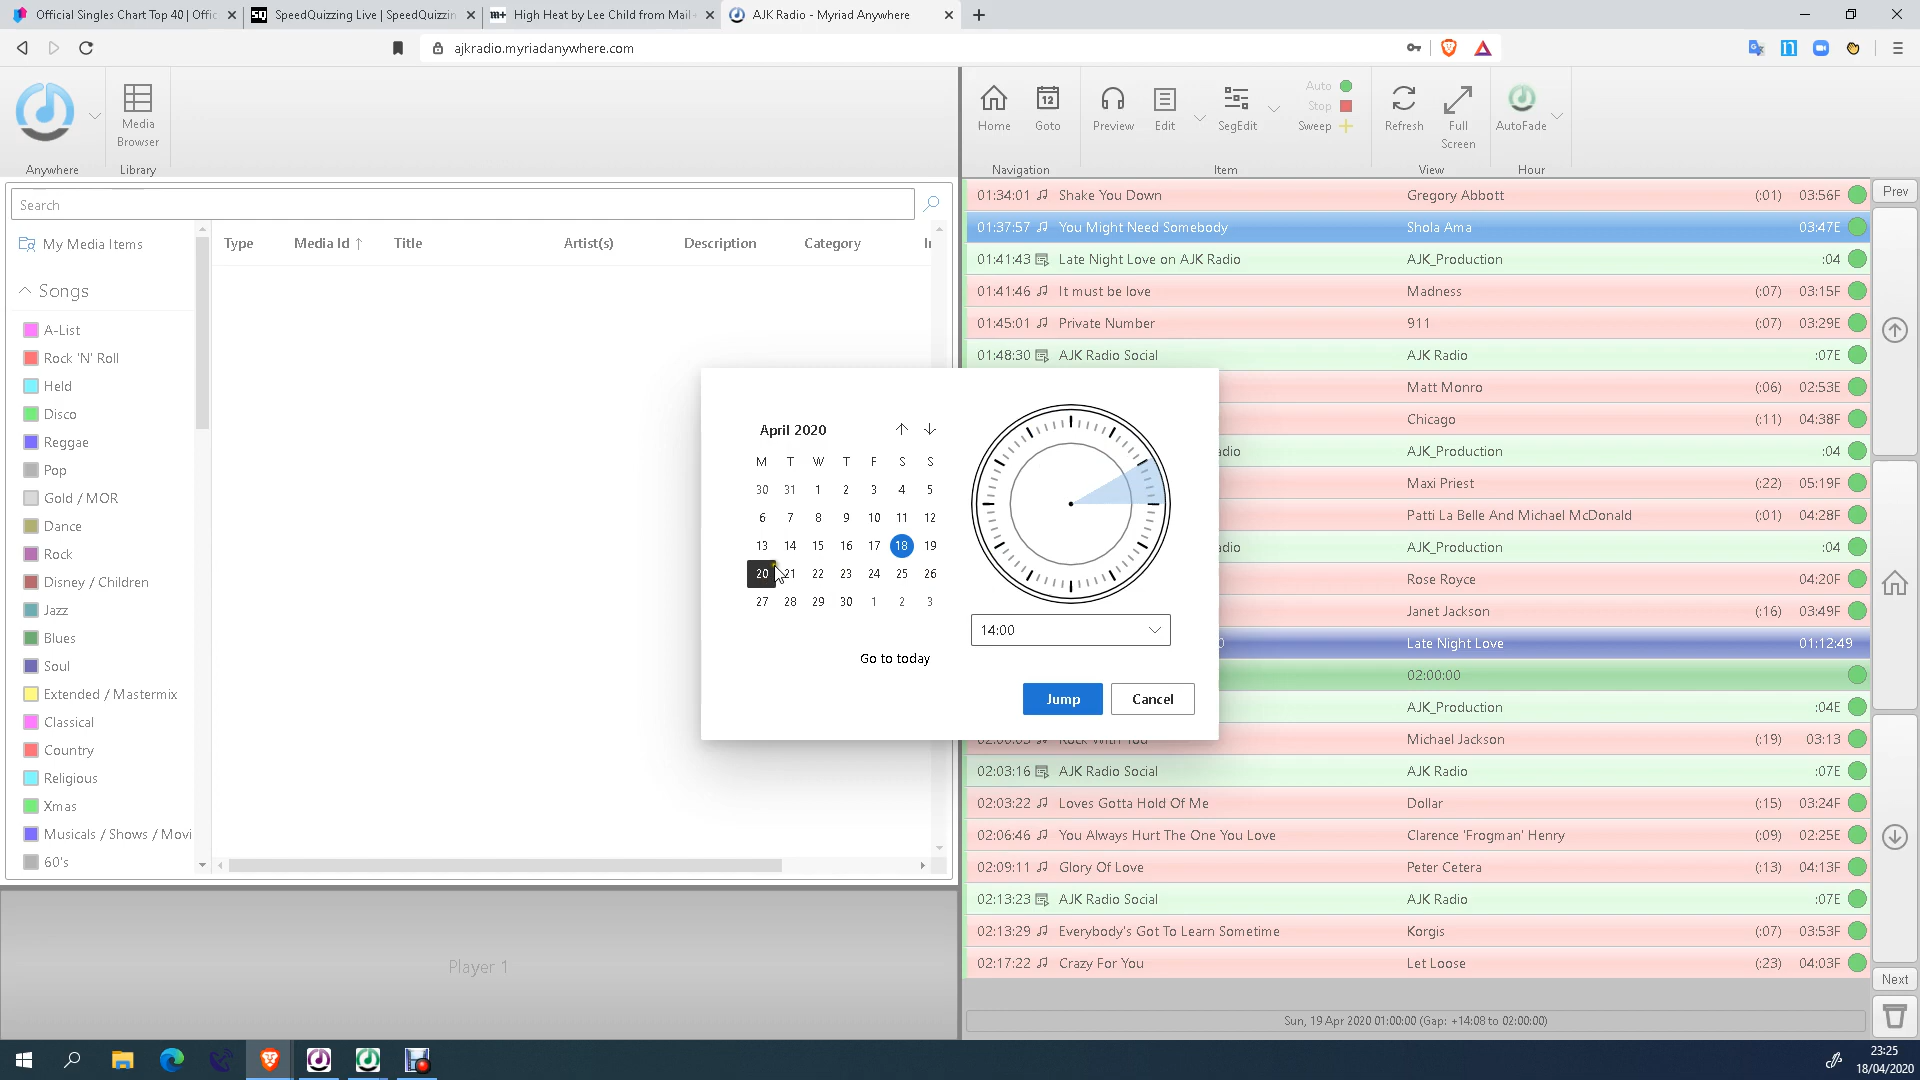 Official Singles Chart Top 40 | Offic
SpeedQuizzing Live | SpeedQuizzin
m+ High Heat by Lee Child from Mail+
AJK Radio - Myriad Anywhere
ajkradio.myriadanywhere.com
Media
Browser
Anywhere
Library
Home
12
Goto
Preview
Edit
SegEdit
Auto
Stop
Sweep
Refresh
Full
Screen
AutoFade
Navigation
Item
View
Hour
Search
My Media Items
Songs
A-List
Rock 'N' Roll
Held
Disco
Reggae
Pop
Gold / MOR
Dance
Rock
Disney / Children
Jazz
Blues
Soul
Extended / Mastermix
Classical
Country
Religious
Xmas
Musicals / Shows / Movi
60's
Type Media Id Title Artist(s) Description Category
Player 1
April 2020
M T W T F S S
30 31 1 2 3 4 5
6 7 8 9 10 11 12
13 14 15 16 17 18 19
20 21 22 23 24 25 26
27 28 29 30 1 2 3
Go to today
14:00
Jump
Cancel
01:34:01 Shake You Down Gregory Abbott (:01) 03:56F
01:37:57 You Might Need Somebody Shola Ama 03:47E
01:41:43 Late Night Love on AJK Radio AJK_Production :04
01:41:46 It must be love Madness (:07) 03:15F
01:45:01 Private Number 911 (:07) 03:29E
01:48:30 AJK Radio Social AJK Radio :07E
Matt Monro (:06) 02:53E
Chicago (:11) 04:38F
adio AJK_Production :04
Maxi Priest (:22) 05:19F
Patti La Belle And Michael McDonald (:01) 04:28F
adio AJK_Production :04
Rose Royce 04:20F
Janet Jackson (:16) 03:49F
0 Late Night Love 01:12:49
02:00:00
AJK_Production :04E
Rock With You Michael Jackson (:19) 03:13
02:03:16 AJK Radio Social AJK Radio :07E
02:03:22 Loves Gotta Hold Of Me Dollar (:15) 03:24F
02:06:46 You Always Hurt The One You Love Clarence 'Frogman' Henry (:09) 02:25E
02:09:11 Glory Of Love Peter Cetera (:13) 04:13F
02:13:23 AJK Radio Social AJK Radio :07E
02:13:29 Everybody's Got To Learn Sometime Korgis (:07) 03:53F
02:17:22 Crazy For You Let Loose (:23) 04:03F
Sun, 19 Apr 2020 01:00:00 (Gap: +14:08 to 02:00:00)
Prev
Next
23:25
18/04/2020